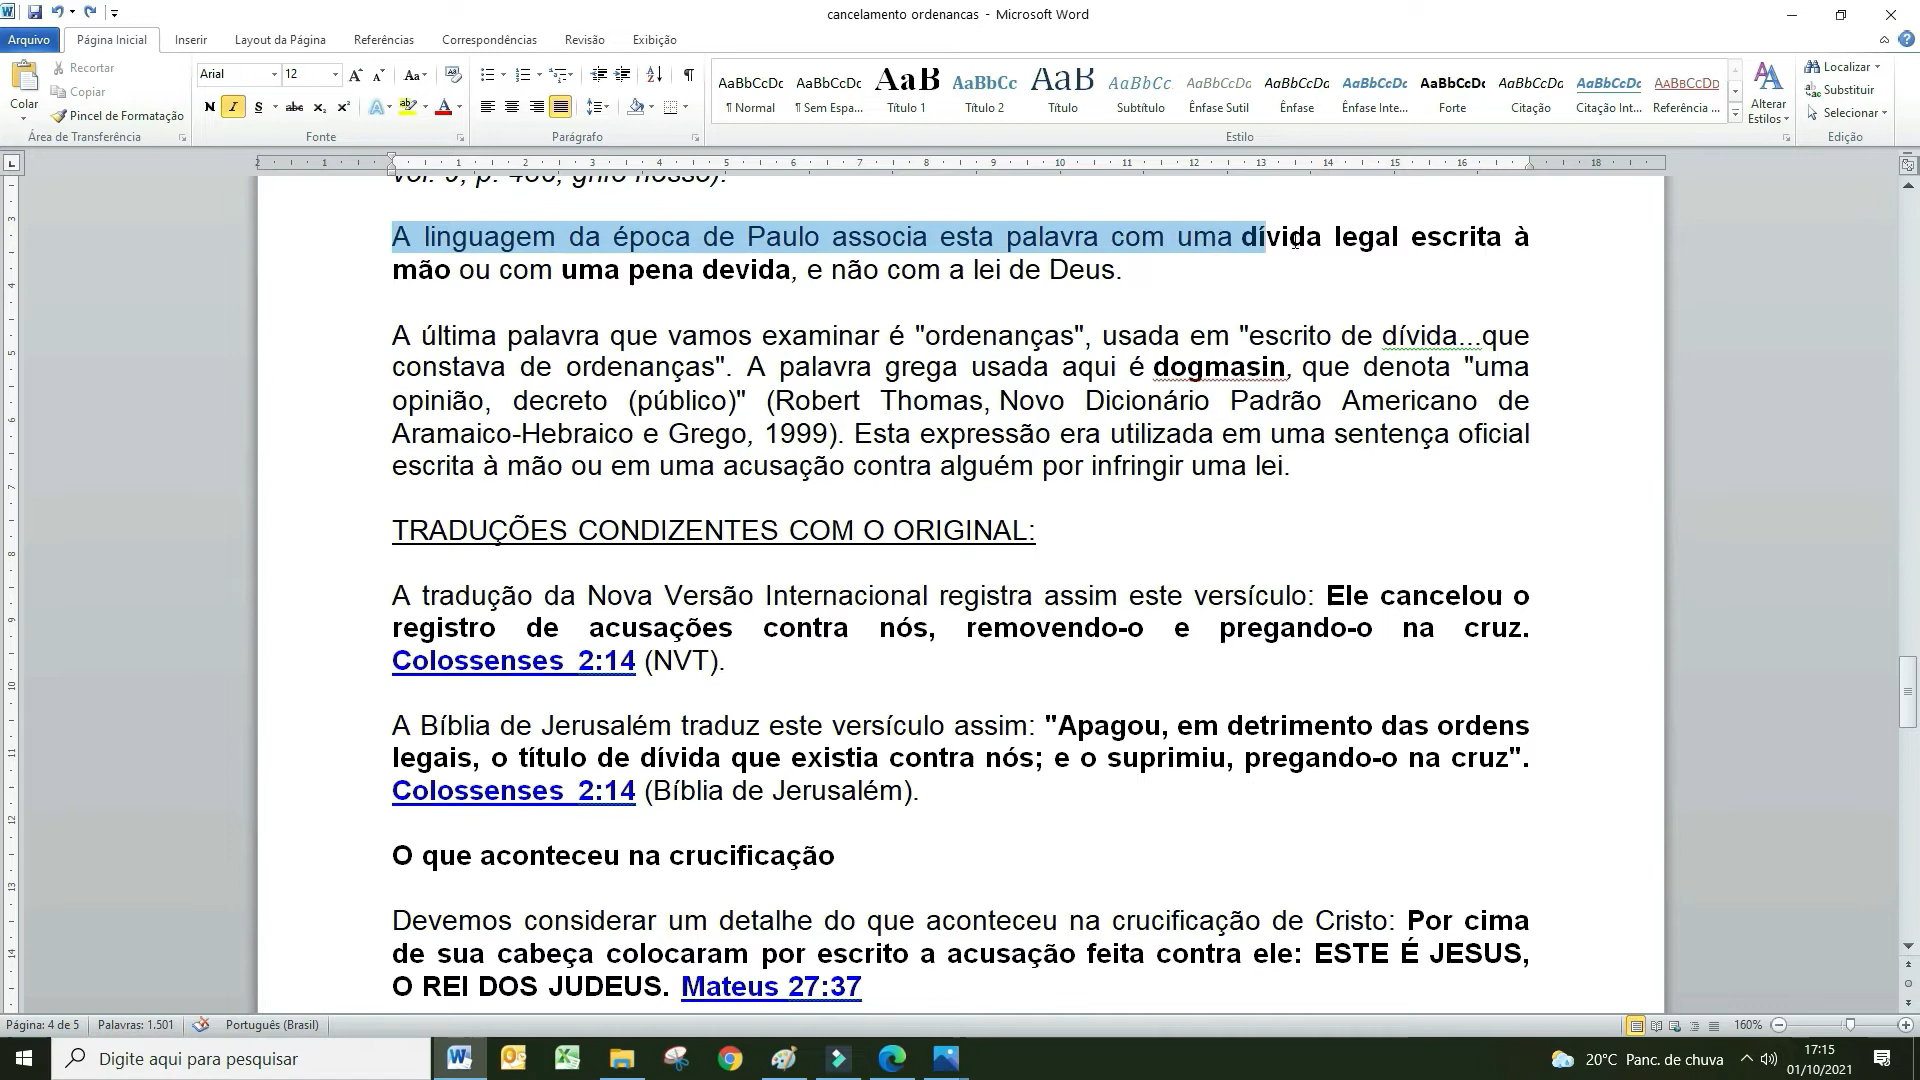 cancelamento ordenancas - Microsoft Word
Arquivo Página Inicial Inserir Layout da Página Referências Correspondências Revisão Exibição
Colar
Recortar
Copiar
Pincel de Formatação
Área de Transferência
Arial 12
Fonte
Parágrafo
AaBbCcDc AaBbCcDc AaB AaBbCc AaB AaBbCc. AaBbCcDc AaBbCcDc AaBbCcDc AaBbCcDc AaBbCcDc AaBbCcDc AABBCCDD
¶ Normal ¶ Sem Espa... Título 1 Título 2 Título Subtítulo Ênfase Sutil Ênfase Ênfase Inte... Forte Citação Citação Int... Referência ...
Estilo
Alterar
Estilos
Localizar
Substituir
Selecionar
Edição
A linguagem da época de Paulo associa esta palavra com uma dívida legal escrita à
mão ou com uma pena devida, e não com a lei de Deus.
A última palavra que vamos examinar é "ordenanças", usada em "escrito de dívida...que
constava de ordenanças". A palavra grega usada aqui é dogmasin, que denota "uma
opinião, decreto (público)" (Robert Thomas, Novo Dicionário Padrão Americano de
Aramaico-Hebraico e Grego, 1999). Esta expressão era utilizada em uma sentença oficial
escrita à mão ou em uma acusação contra alguém por infringir uma lei.
TRADUÇÕES CONDIZENTES COM O ORIGINAL:
A tradução da Nova Versão Internacional registra assim este versículo: Ele cancelou o
registro de acusações contra nós, removendo-o e pregando-o na cruz.
Colossenses 2:14 (NVT).
A Bíblia de Jerusalém traduz este versículo assim: "Apagou, em detrimento das ordens
legais, o título de dívida que existia contra nós; e o suprimiu, pregando-o na cruz".
Colossenses 2:14 (Bíblia de Jerusalém).
O que aconteceu na crucificação
Devemos considerar um detalhe do que aconteceu na crucificação de Cristo: Por cima
de sua cabeça colocaram por escrito a acusação feita contra ele: ESTE É JESUS,
O REI DOS JUDEUS. Mateus 27:37
Página: 4 de 5 Palavras: 1.501 Português (Brasil) 160%
Digite aqui para pesquisar
20°C Panc. de chuva
17:15
01/10/2021